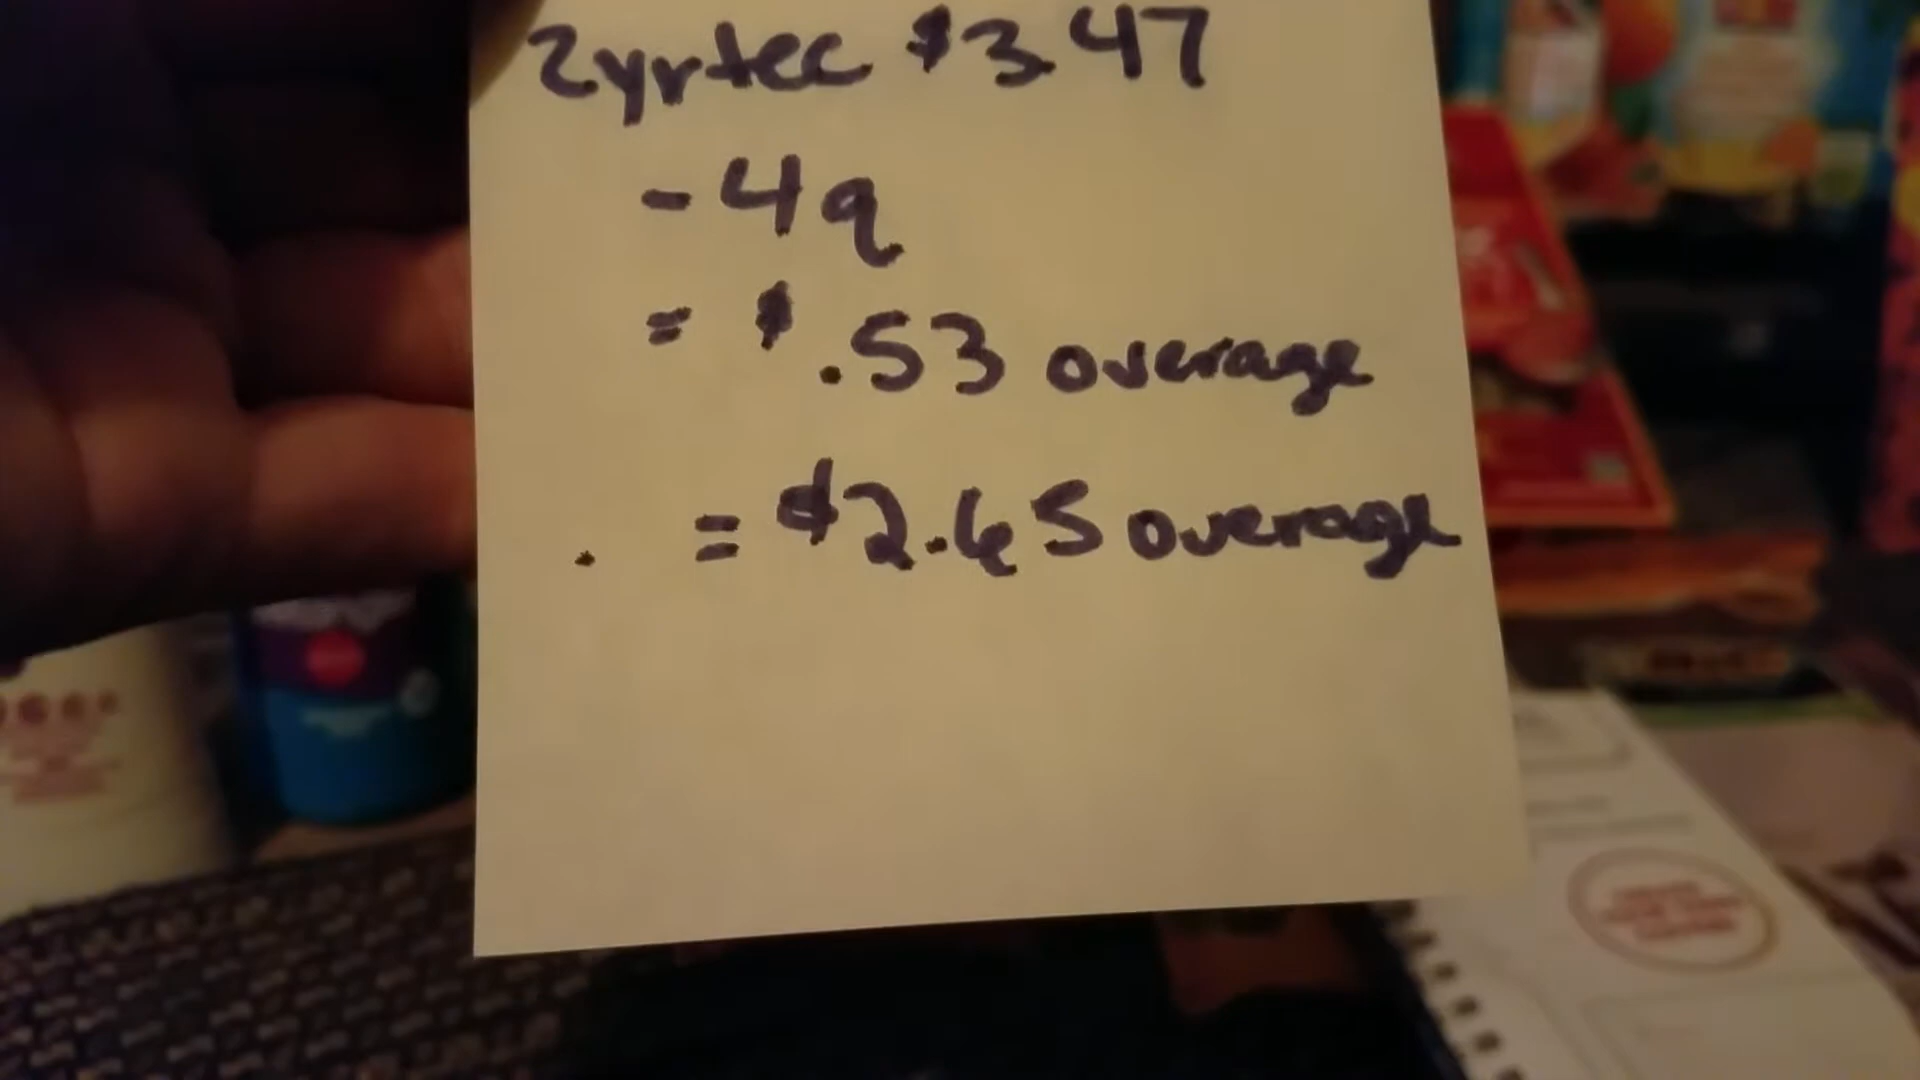 Zyrtec $3.47
- 4q
= $.53 overage
. = $2.65 overage